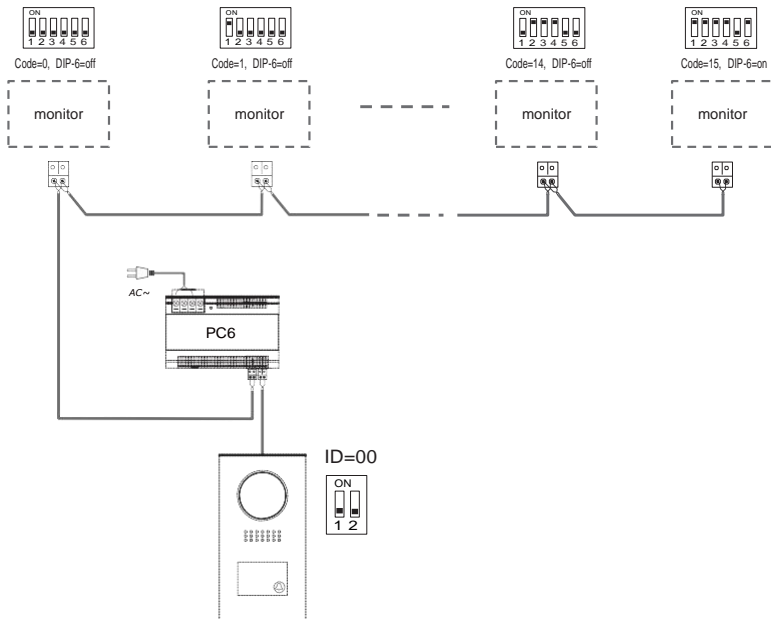 ON ON ON ON
1 2 3 4 5 6 1 2 3 4 5 6 1 2 3 4 5 6 1 2 3 4 5 6
Code=0, DIP-6=off Code=1, DIP-6=off Code=14, DIP-6=off Code=15, DIP-6=on
monitor monitor monitor monitor
AC~
PC6
ID=00
ON
1 2